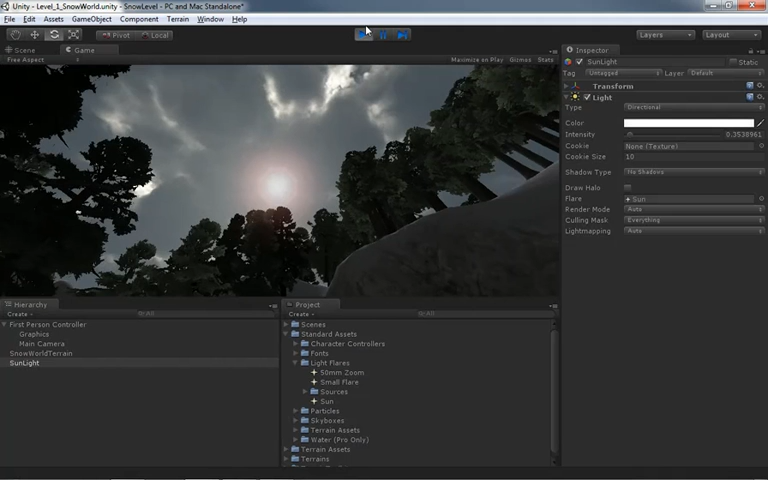 Unity - Level_1_SnowWorld.unity - SnowLevel - PC and Mac Standalone*
File Edit Assets GameObject Component Terrain Window Help
Pivot Local Layers Layout
Scene Game
Free Aspect Maximize on Play Gizmos Stats
Inspector
SunLight Static
Tag Untagged Layer Default
Transform
Light
Type Directional
Color
Intensity 0.3538961
Cookie None (Texture)
Cookie Size 10
Shadow Type No Shadows
Draw Halo
Flare Sun
Render Mode Auto
Culling Mask Everything
Lightmapping Auto
Hierarchy
Create All
First Person Controller
Graphics
Main Camera
SnowWorldTerrain
SunLight
Project
Create All
Scenes
Standard Assets
Character Controllers
Fonts
Light Flares
50mm Zoom
Small Flare
Sources
Sun
Particles
Skyboxes
Terrain Assets
Water (Pro Only)
Terrain Assets
Terrains